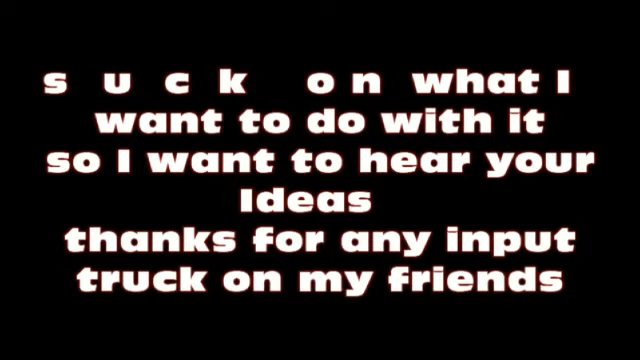 s u c k on what I
want to do with it
so I want to hear your
Ideas
thanks for any input
truck on my friends